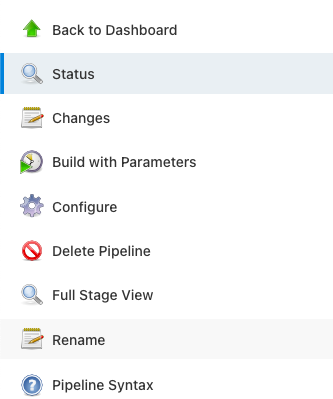 Back to Dashboard
Status
Changes
Build with Parameters
Configure
Delete Pipeline
Full Stage View
Rename
Pipeline Syntax